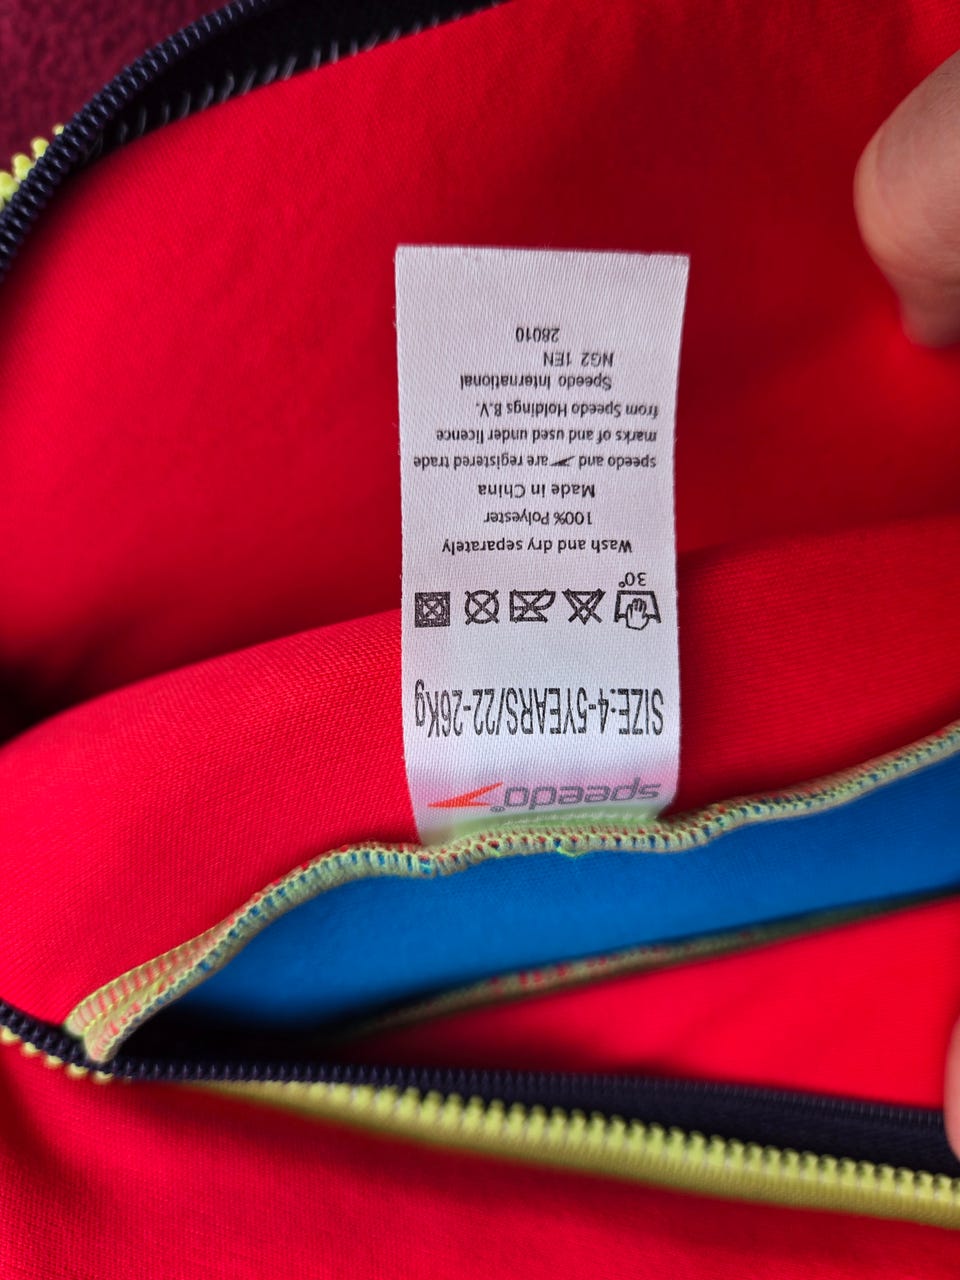 speedo
SIZE:4-5YEARS/22-26Kg
30°
Wash and dry separately
100% Polyester
Made in China
speedo and are registered trade
marks of and used under licence
from Speedo Holdings B.V.
Speedo International
NG2 1EN
28010